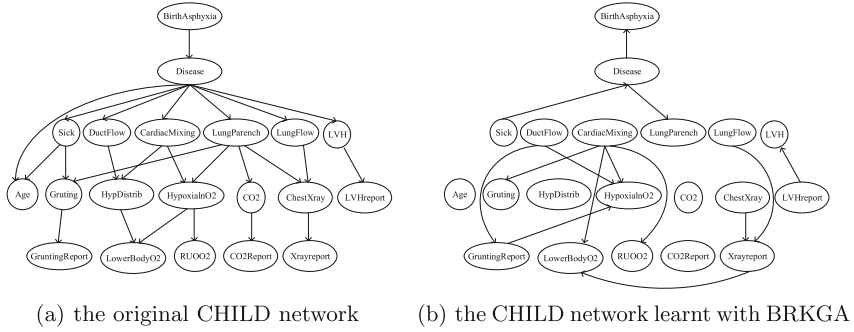 BirthAsphyxia BirthAsphyxia
Disease Disease
Sick DuctFlow CardiacMixing LungParench LungFlow LVH Sick DuctFlow CardiacMixing LungParench LungFlow LVH
Age Gruting HypDistrib HypoxialnO2 CO2 ChestXray LVHreport Age Gruting HypDistrib HypoxialnO2 CO2 ChestXray LVHreport
GruntingReport LowerBodyO2 RUOO2 CO2Report Xrayreport GruntingReport LowerBodyO2 RUOO2 CO2Report Xrayreport
(a) the original CHILD network (b) the CHILD network learnt with BRKGA